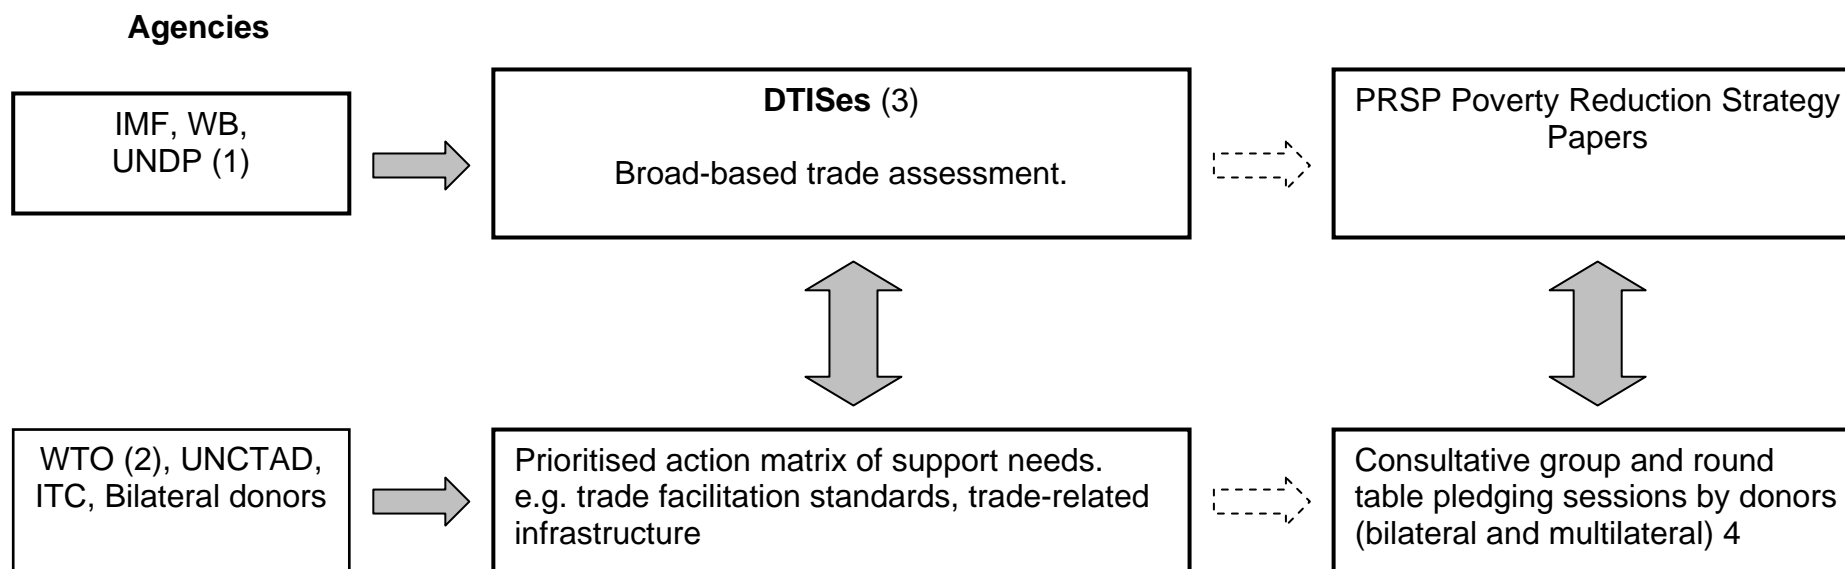 Agencies
IMF, WB,
UNDP (1)
DTISes (3)
Broad-based trade assessment.
PRSP Poverty Reduction Strategy
Papers
WTO (2), UNCTAD,
ITC, Bilateral donors
Prioritised action matrix of support needs.
e.g. trade facilitation standards, trade-related
infrastructure
Consultative group and round
table pledging sessions by donors
(bilateral and multilateral) 4